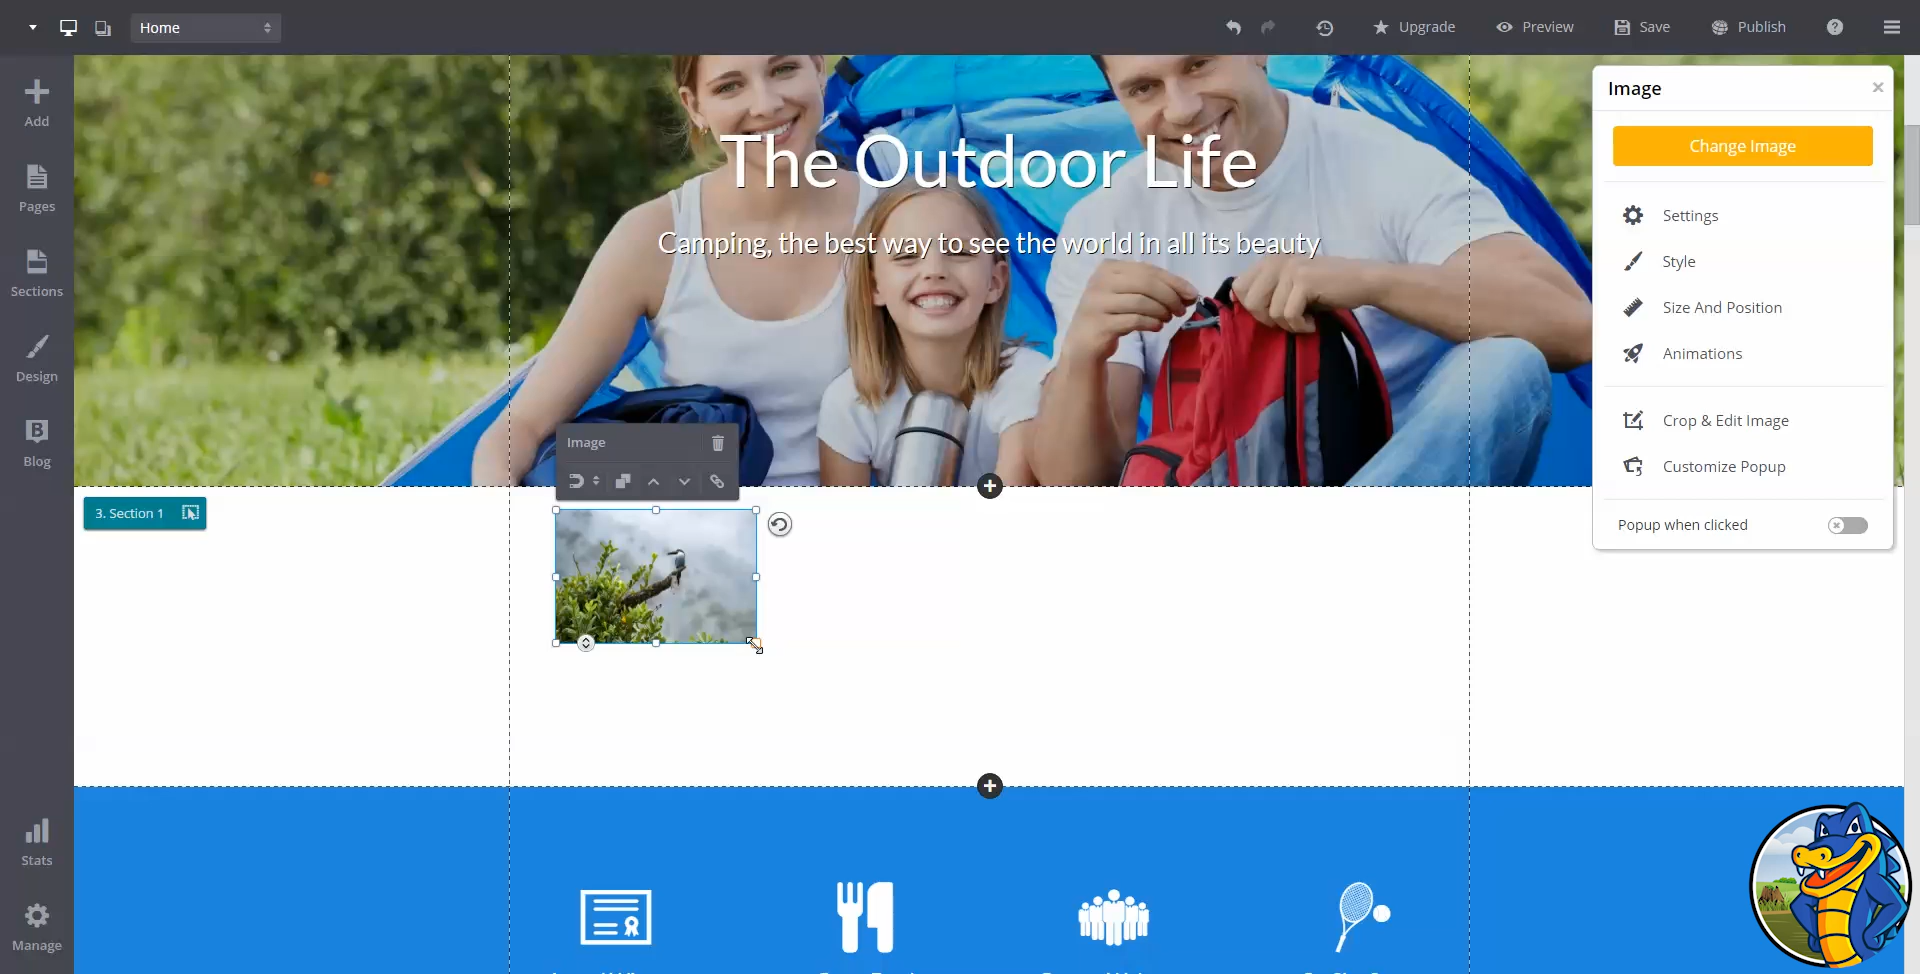 Home
Upgrade
Preview
Save
Publish
?
Add
Pages
Sections
Design
Blog
Stats
Manage
The Outdoor Life
Camping, the best way to see the world in all its beauty
Image
3. Section 1
Image
Change Image
Settings
Style
Size And Position
Animations
Crop & Edit Image
Customize Popup
Popup when clicked